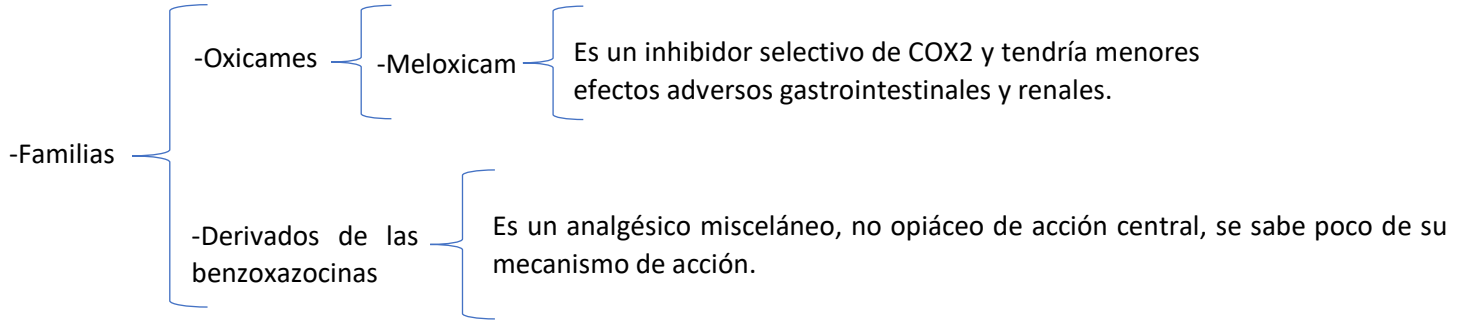 -Familias
-Oxicames
-Meloxicam
Es un inhibidor selectivo de COX2 y tendría menores
efectos adversos gastrointestinales y renales.
-Derivados de las
benzoxazocinas
Es un analgésico misceláneo, no opiáceo de acción central, se sabe poco de su
mecanismo de acción.